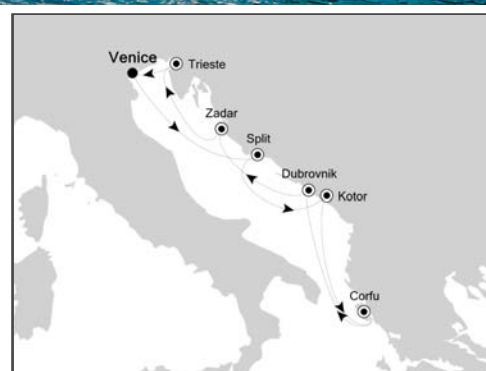 Venice
Trieste
Zadar
Split
Dubrovnik
Kotor
Corfu